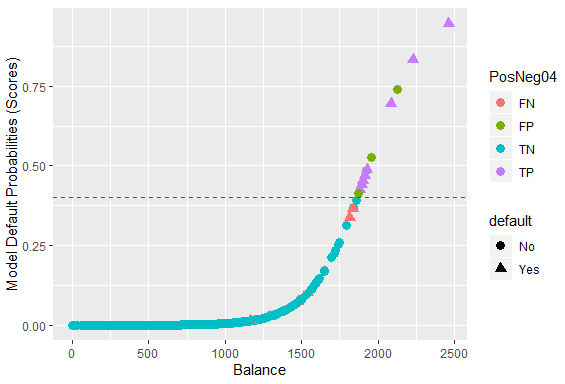 Model Default Probabilities (Scores)
0.75
0.50
0.25
0.00
0
500
1000
1500
2000
2500
Balance
PosNeg04
FN
FP
TN
TP
default
No
Yes